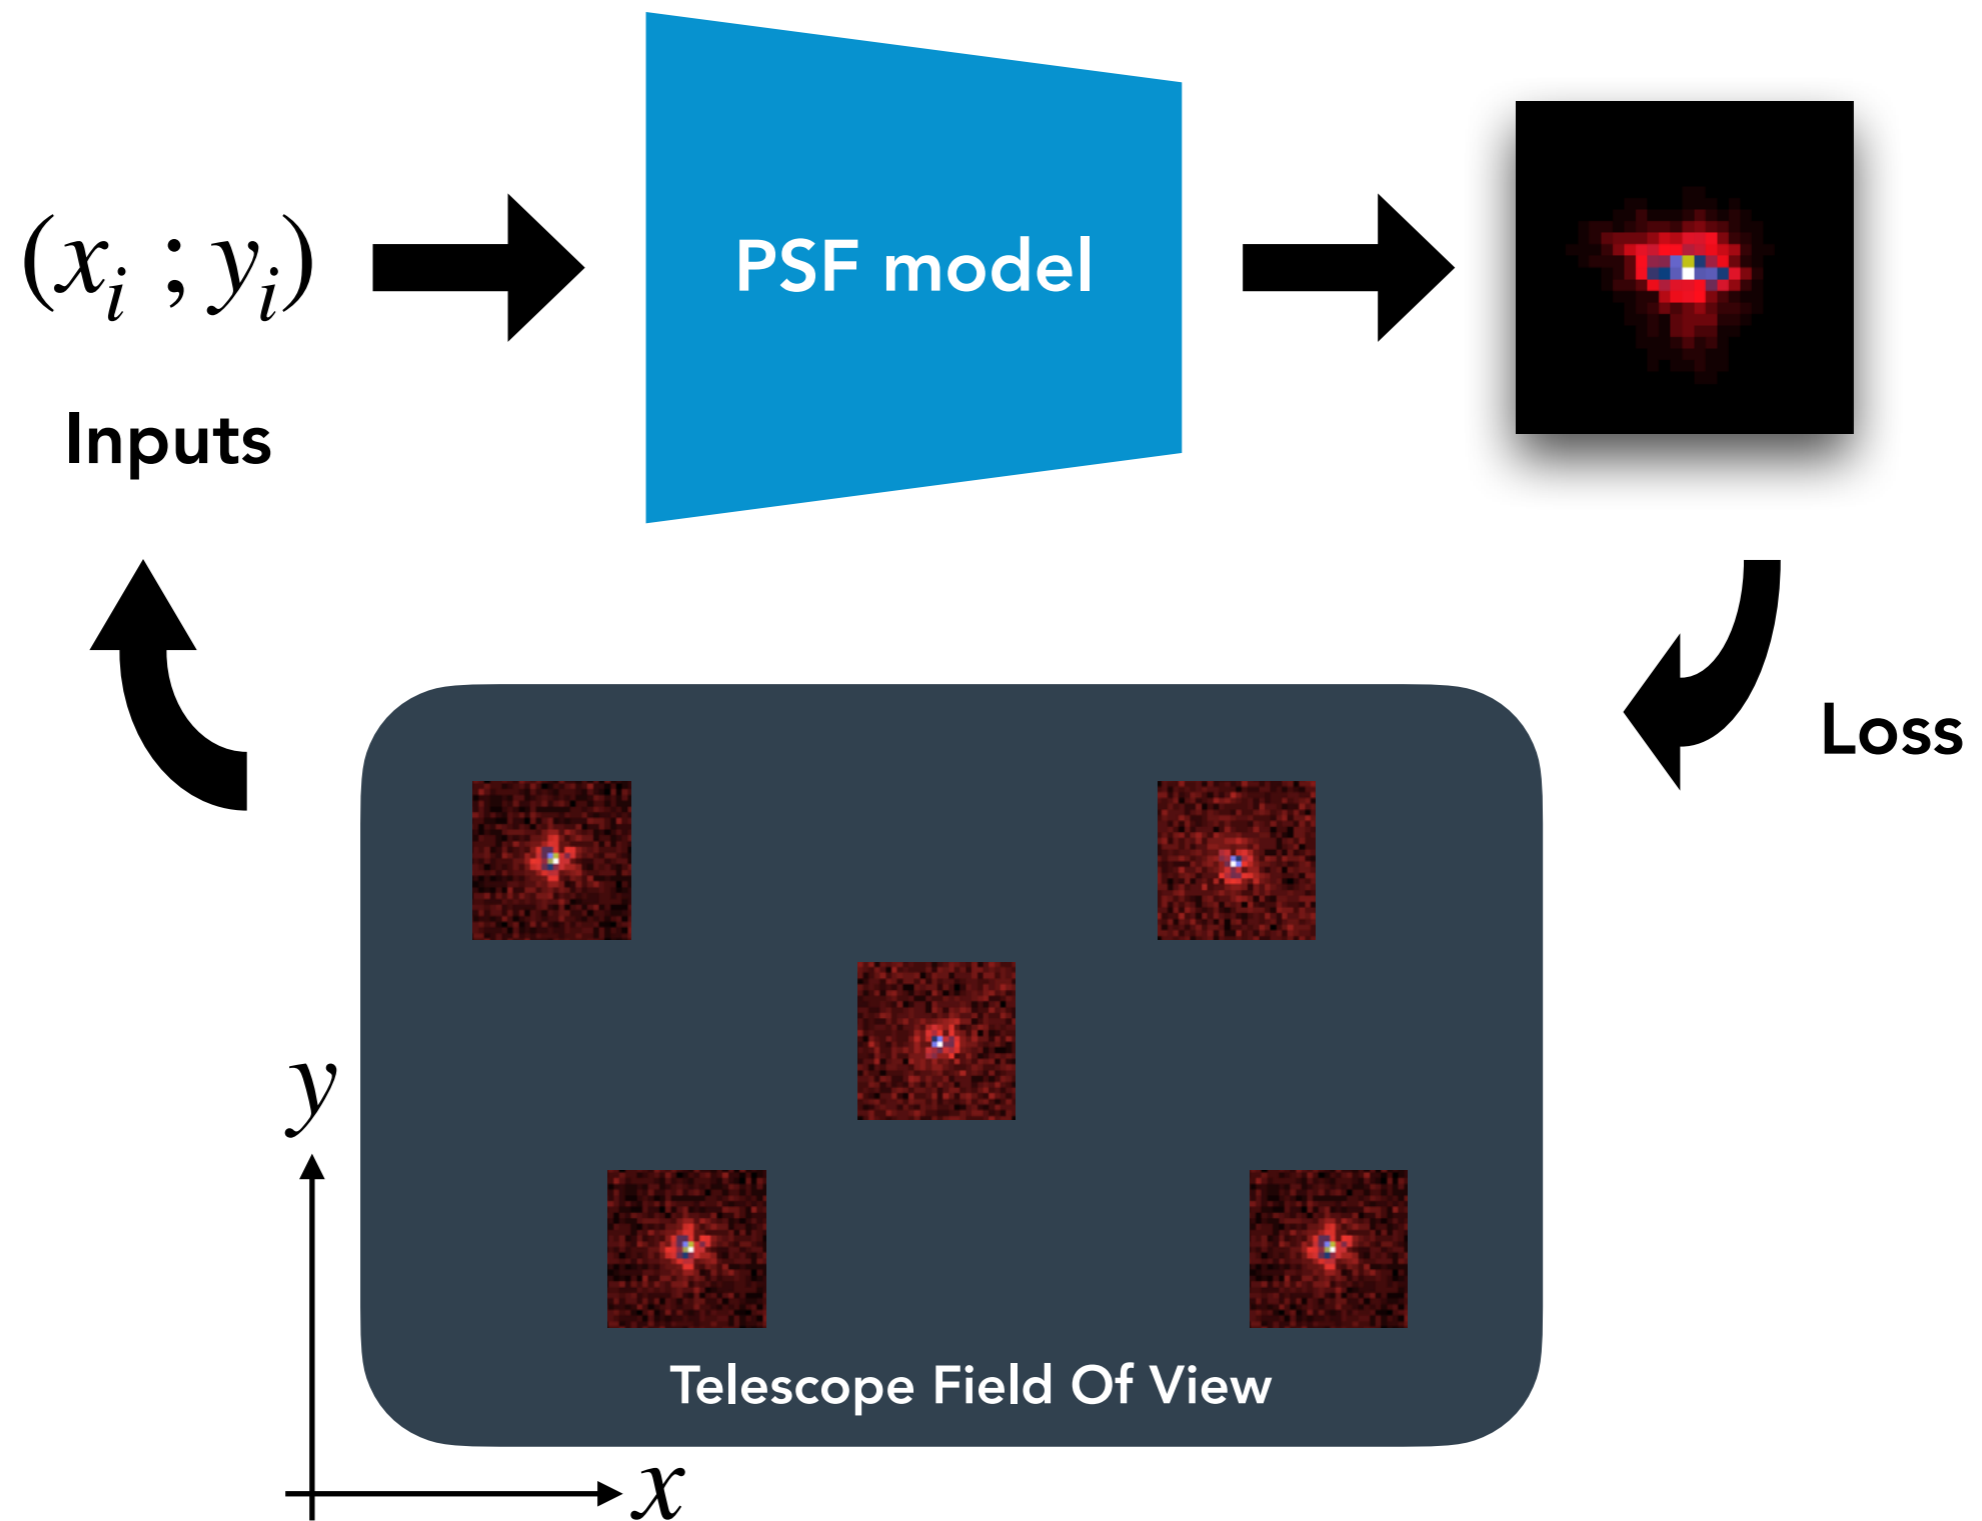 (xᵢ ; yᵢ)
PSF model
Inputs
Loss
y
Telescope Field Of View
x